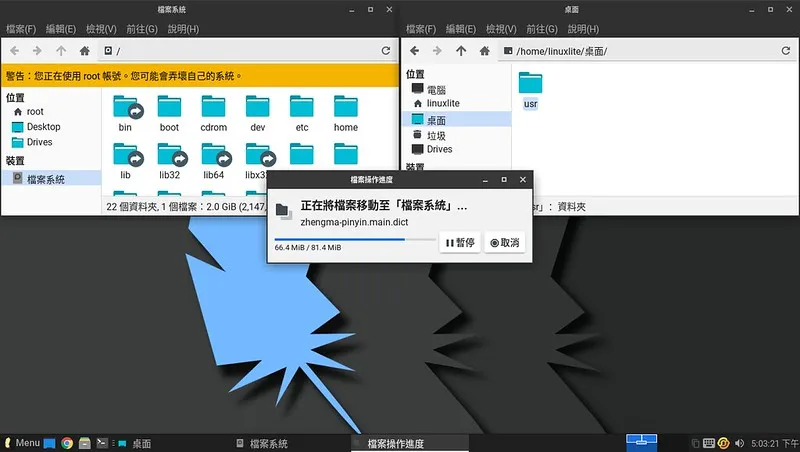 檔案系統
檔案(F) 編輯(E) 檢視(V) 前往(G) 說明(H)
/
警告：您正在使用 root 帳號。您可能會弄壞自己的系統。
位置
root
Desktop
Drives
裝置
檔案系統
bin boot cdrom dev etc home
lib lib32 lib64
22 個資料夾, 1 個檔案：2.0 GiB (2,147,
桌面
檔案(F) 編輯(E) 檢視(V) 前往(G) 說明(H)
/home/linuxlite/桌面/
位置
電腦
linuxlite
桌面
垃圾
Drives
裝置
usr
sr」：資料夾
檔案操作進度
正在將檔案移動至「檔案系統」...
zhengma-pinyin.main.dict
66.4 MiB / 81.4 MiB
暫停 取消
Menu 桌面 檔案系統 檔案操作進度 5:03:21 下午